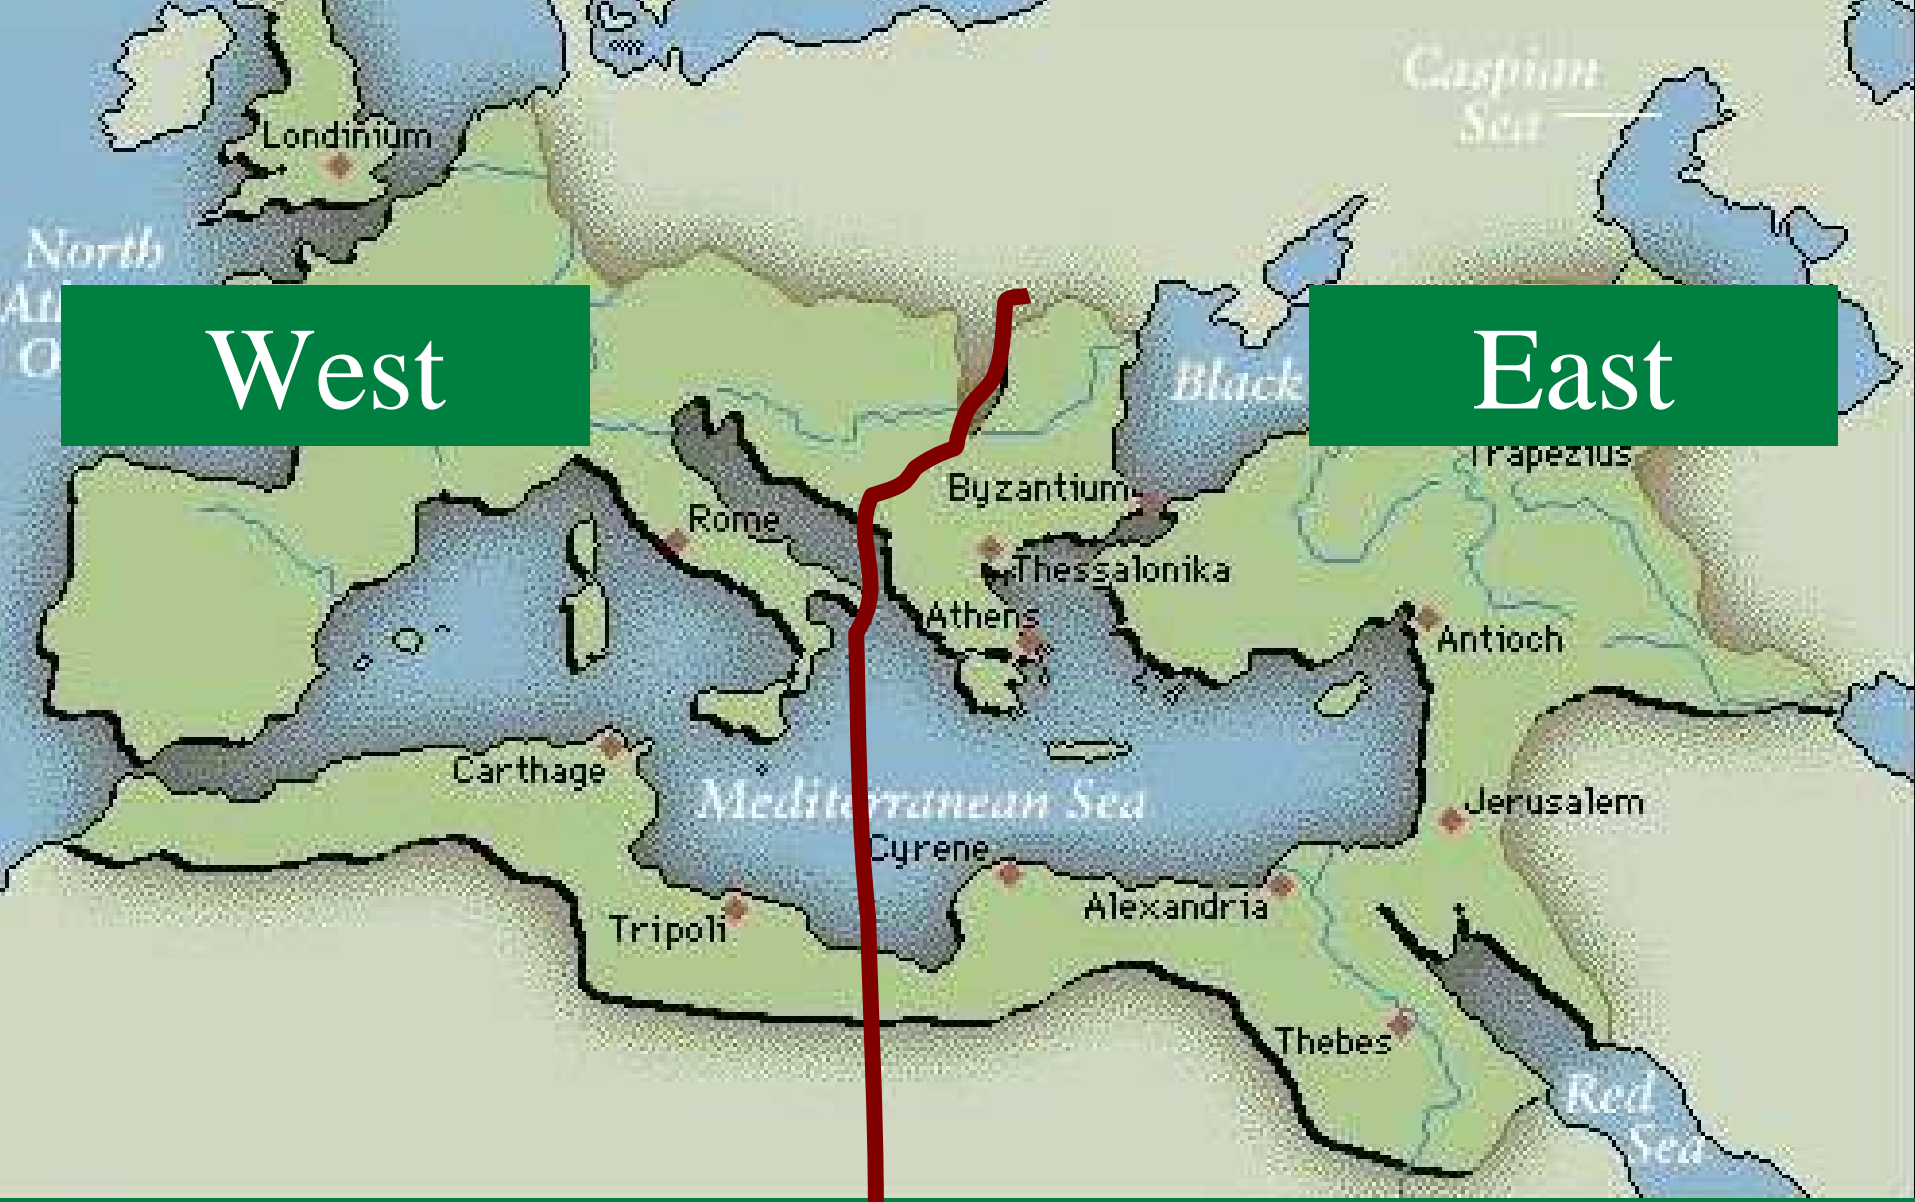 Caspian
Sea
Londinium
North
At
O
West
East
Black
Trapezius
Byzantium
Rome
Thessalonika
Athens
Antioch
Carthage
Mediterranean Sea
Jerusalem
Cyrene
Alexandria
Tripoli
Thebes
Red
Sea